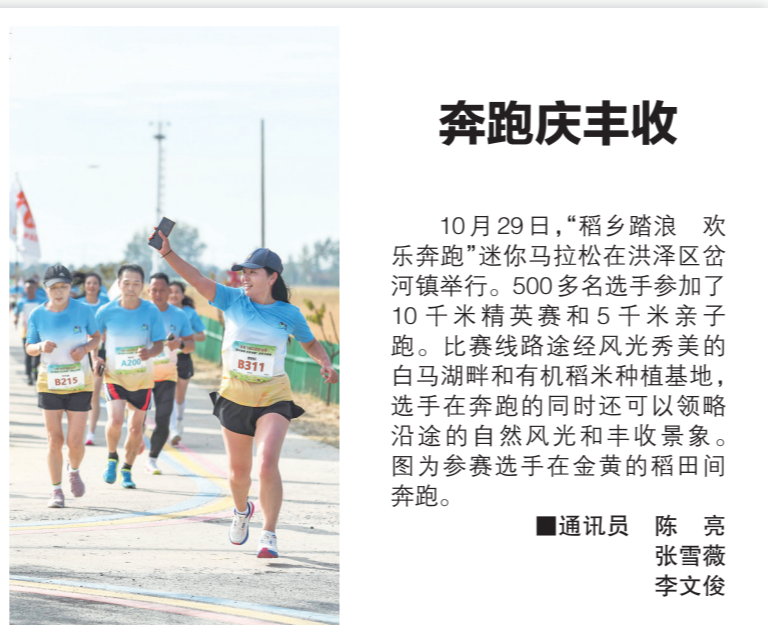 奔跑庆丰收
10月29日,“稻乡踏浪　欢
乐奔跑”迷你马拉松在洪泽区岔
河镇举行。500多名选手参加了
10千米精英赛和5千米亲子
跑。比赛线路途经风光秀美的
白马湖畔和有机稻米种植基地,
选手在奔跑的同时还可以领略
沿途的自然风光和丰收景象。
图为参赛选手在金黄的稻田间
奔跑。
■通讯员　陈　亮
张雪薇
李文俊
B215
A200
B311